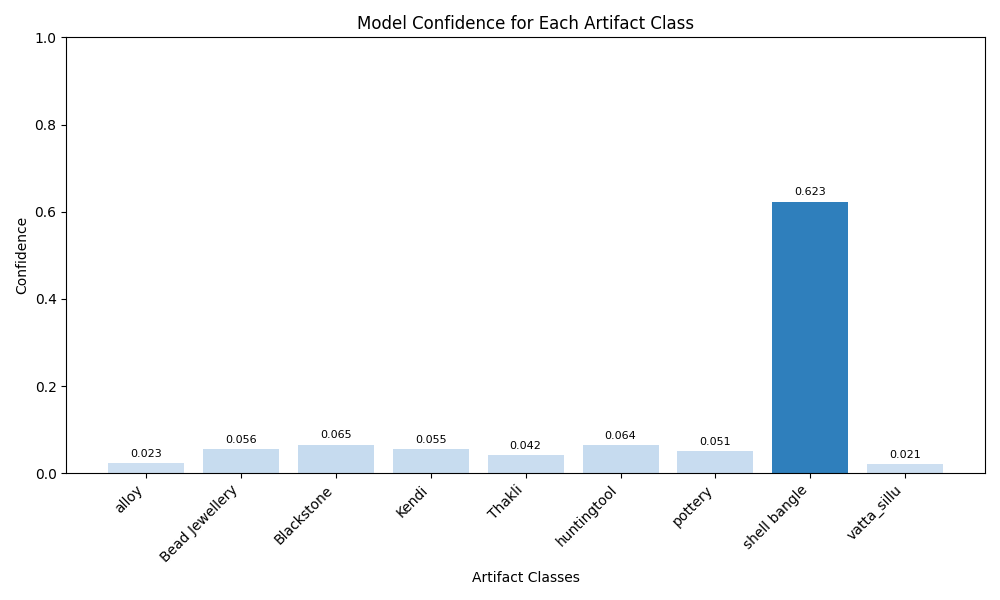 Model Confidence for Each Artifact Class
1.0
0.8
0.6
0.4
0.2
0.0
Confidence
0.023
0.056
0.065
0.055
0.042
0.064
0.051
0.623
0.021
alloy
Bead Jewellery
Blackstone
Kendi
Thakli
huntingtool
pottery
shell bangle
vatta_sillu
Artifact Classes